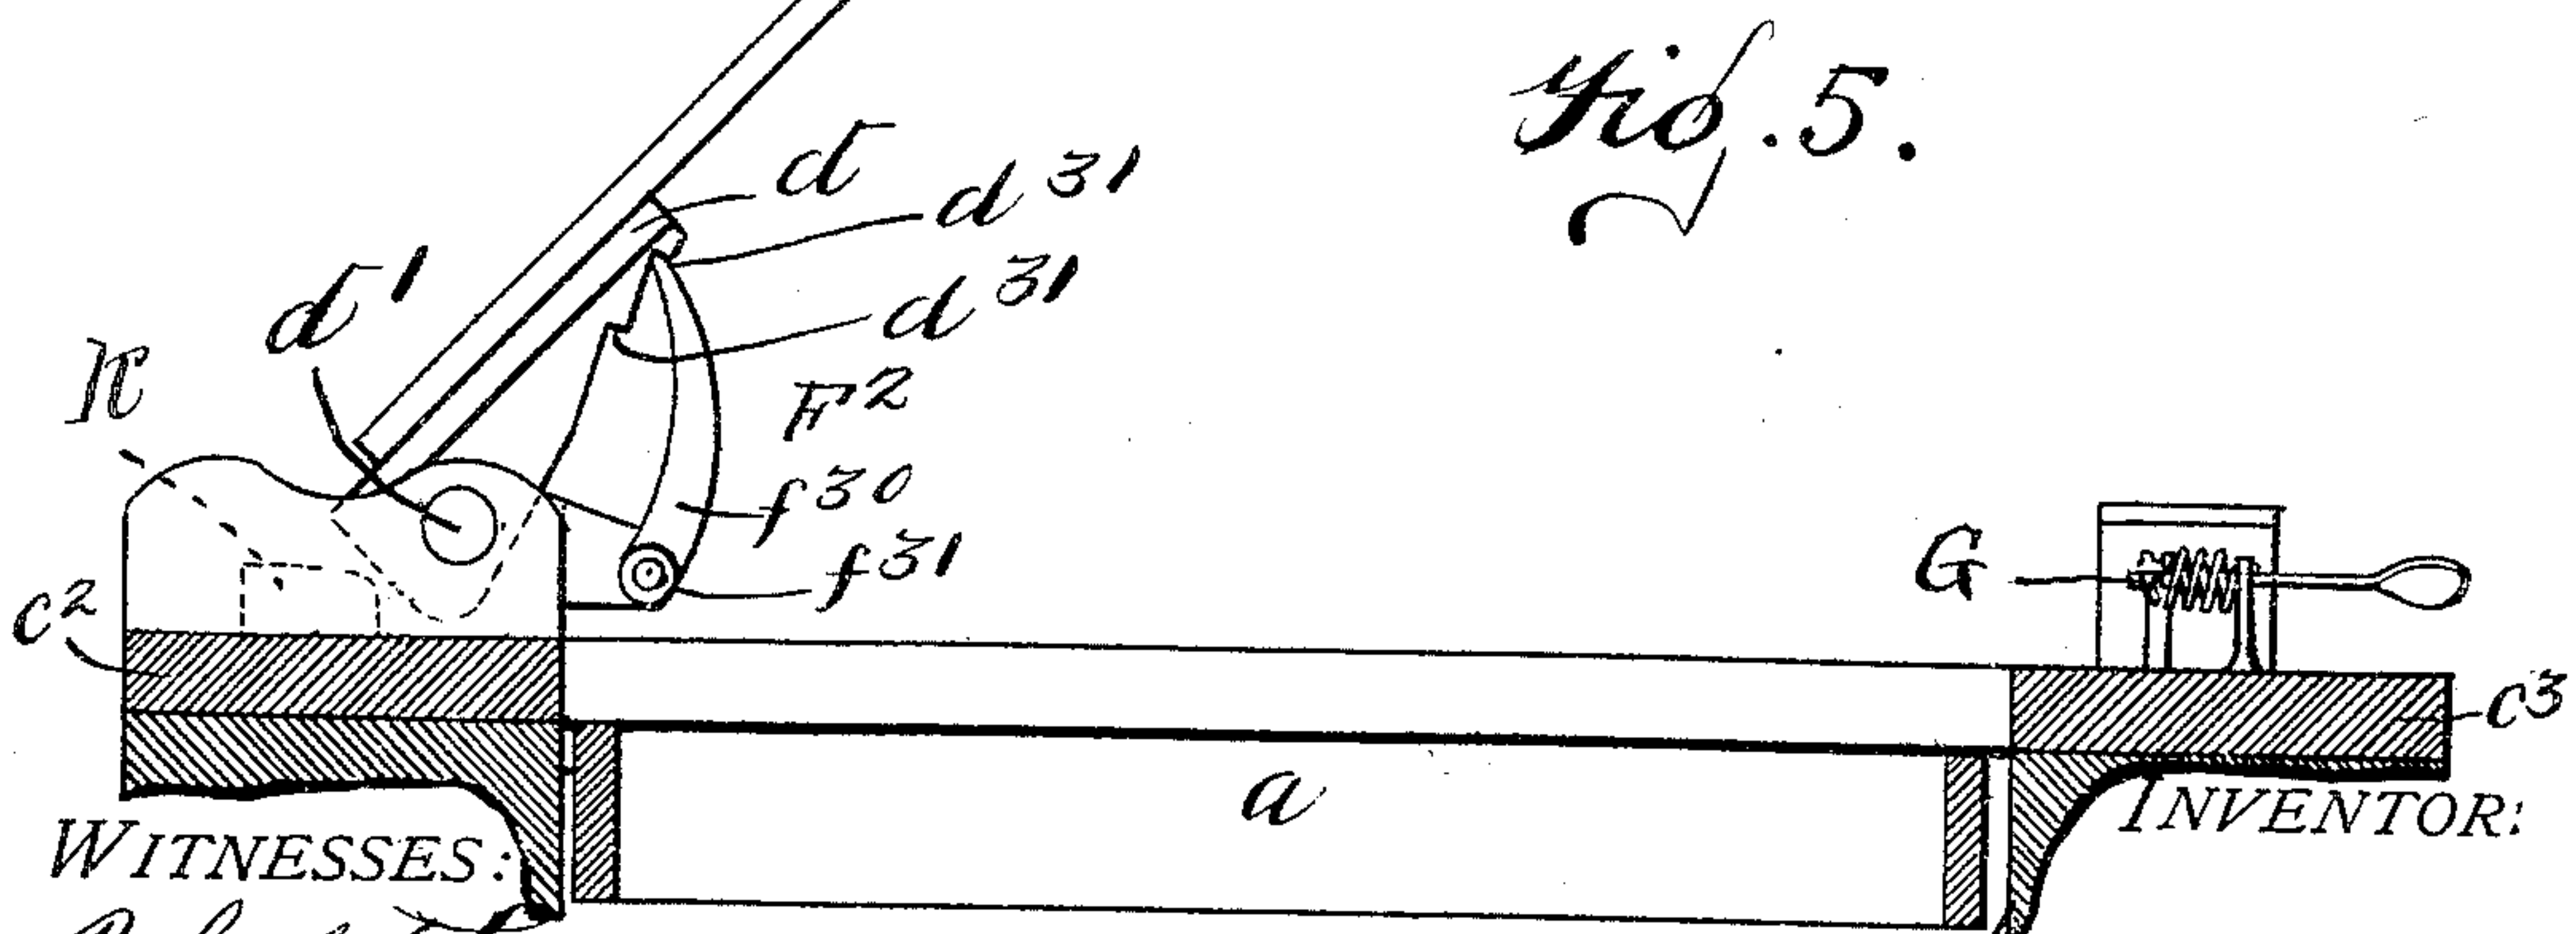 Fig. 5.
d
d31
d31
d1
F2
f30
f31
G
c2
c3
a
WITNESSES:
INVENTOR: